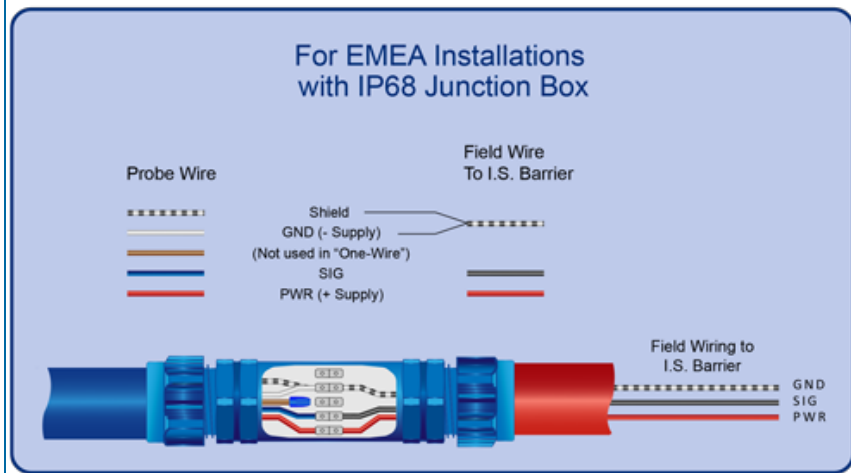 For EMEA Installations
with IP68 Junction Box
Probe Wire
Field Wire
To I.S. Barrier
Shield
GND (- Supply)
(Not used in “One-Wire”)
SIG
PWR (+ Supply)
Field Wiring to
I.S. Barrier
GND
SIG
PWR